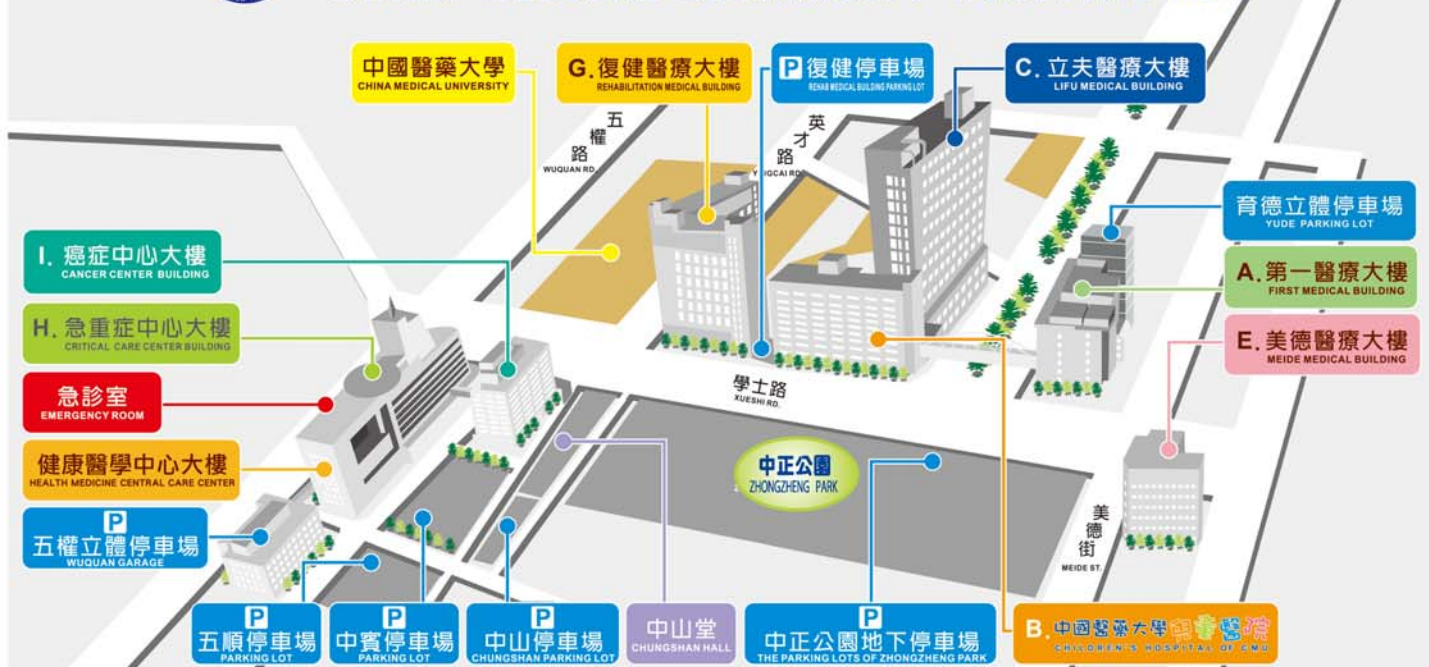 中國醫藥大學
CHINA MEDICAL UNIVERSITY
G.復健醫療大樓
REHABILITATION MEDICAL BUILDING
P 復健停車場
REHAB MEDICAL BUILDING PARKING LOT
C. 立夫醫療大樓
LIFU MEDICAL BUILDING
五權路
WUQUAN RD.
英才路
YINGCAI RD.
育德立體停車場
YUDE PARKING LOT
I. 癌症中心大樓
CANCER CENTER BUILDING
A.第一醫療大樓
FIRST MEDICAL BUILDING
H. 急重症中心大樓
CRITICAL CARE CENTER BUILDING
E.美德醫療大樓
MEIDE MEDICAL BUILDING
急診室
EMERGENCY ROOM
學士路
XUESHI RD.
健康醫學中心大樓
HEALTH MEDICINE CENTRAL CARE CENTER
中正公園
ZHONGZHENG PARK
P
五權立體停車場
WUQUAN GARAGE
美德街
MEIDE ST.
P
五順停車場
PARKING LOT
P
中賓停車場
PARKING LOT
P
中山停車場
CHUNGSHAN PARKING LOT
中山堂
CHUNGSHAN HALL
P
中正公園地下停車場
THE PARKING LOTS OF ZHONGZHENG PARK
B.中國醫藥大學兒童醫院
CHILDREN'S HOSPITAL OF CMU